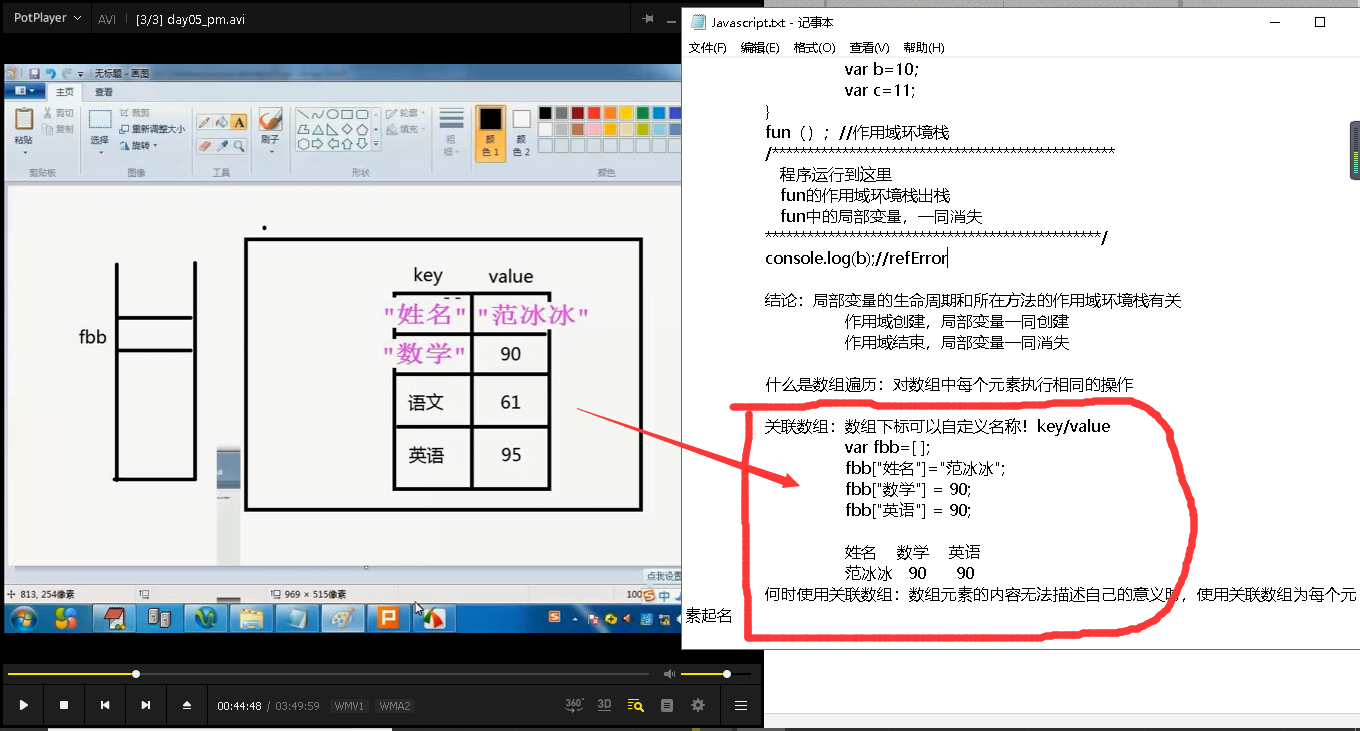 PotPlayer
AVI
[3/3] day05_pm.avi
无标题 - 画图
主页
查看
粘贴
剪切
复制
剪贴板
选择
裁剪
重新调整大小
旋转
图像
工具
刷子
形状
轮廓
填充
粗细
颜色 1
颜色 2
颜色
key value
"姓名" "范冰冰"
"数学" 90
语文 61
英语 95
fbb
点我设置
813, 254像素
969 × 515像素
100
中
00:44:48 / 03:49:59
WMV1
WMA2
360°
3D
Javascript.txt - 记事本
文件(F) 编辑(E) 格式(O) 查看(V) 帮助(H)
var b=10;
var c=11;
}
fun（）; //作用域环境栈
/*************************************************
程序运行到这里
fun的作用域环境栈出栈
fun中的局部变量，一同消失
************************************************/
console.log(b);//refError
结论：局部变量的生命周期和所在方法的作用域环境栈有关
作用域创建，局部变量一同创建
作用域结束，局部变量一同消失
什么是数组遍历：对数组中每个元素执行相同的操作
关联数组：数组下标可以自定义名称！key/value
var fbb=[ ];
fbb["姓名"]="范冰冰";
fbb["数学"] = 90;
fbb["英语"] = 90;
姓名 数学 英语
范冰冰 90 90
何时使用关联数组：数组元素的内容无法描述自己的意义时，使用关联数组为每个元
素起名